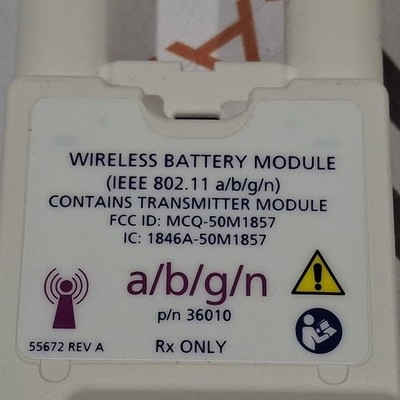 WIRELESS BATTERY MODULE
(IEEE 802.11 a/b/g/n)
CONTAINS TRANSMITTER MODULE
FCC ID: MCQ-50M1857
IC: 1846A-50M1857
a/b/g/n
p/n 36010
55672 REV A
Rx ONLY